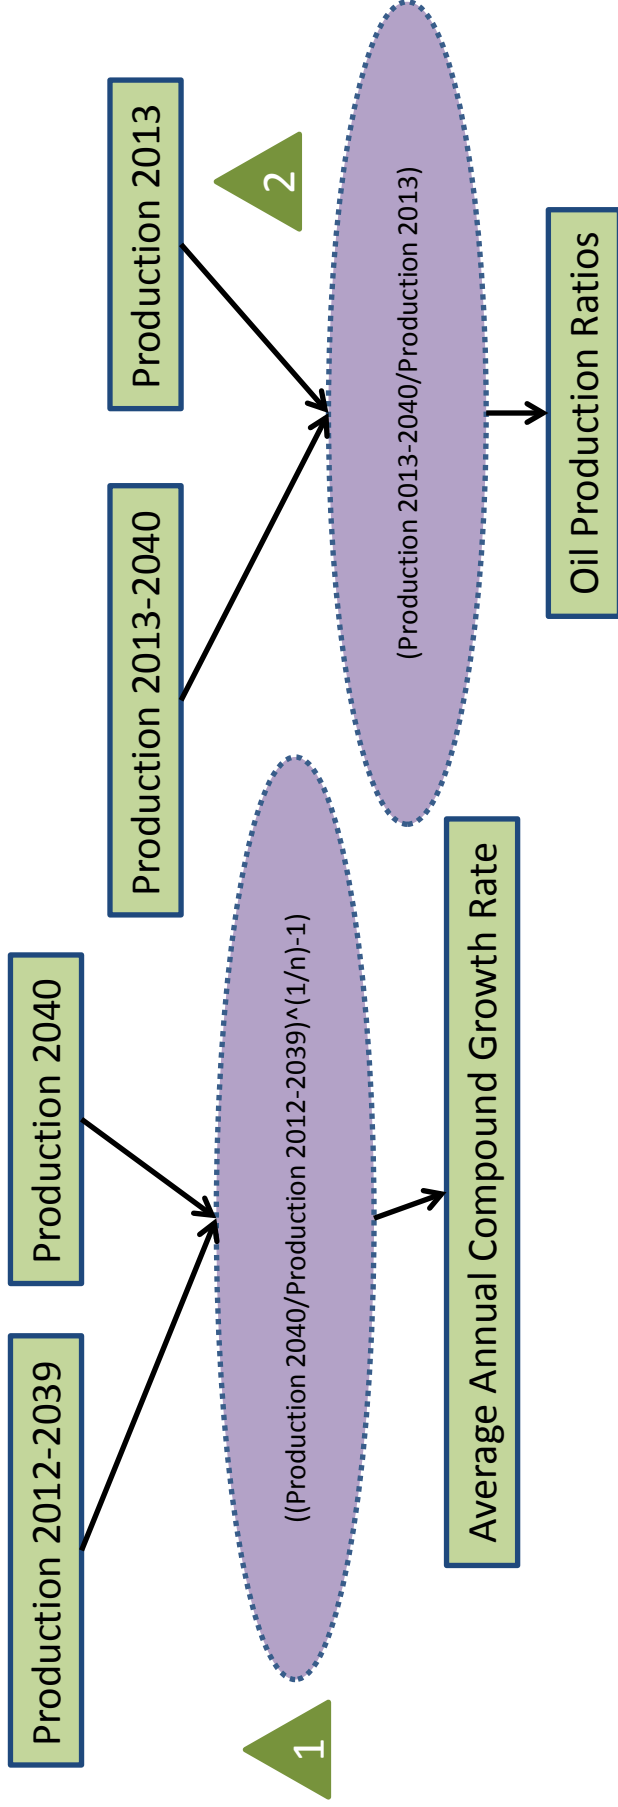 1
Production 2012-2039
Production 2040
((Production 2040/Production 2012-2039)^(1/n)-1)
Average Annual Compound Growth Rate
2
Production 2013-2040
Production 2013
(Production 2013-2040/Production 2013)
Oil Production Ratios